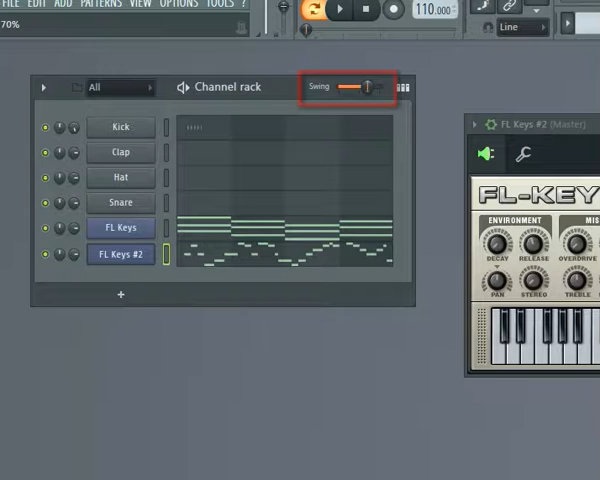 FILE EDIT ADD PATTERNS VIEW OPTIONS TOOLS ?
70%
110.000
Line
All
Channel rack
Swing
Kick
Clap
Hat
Snare
FL Keys
FL Keys #2
+
FL Keys #2 (Master)
FL-KEY
ENVIRONMENT
MIS
DECAY
RELEASE
OVERDRIVE
PAN
STEREO
TREBLE